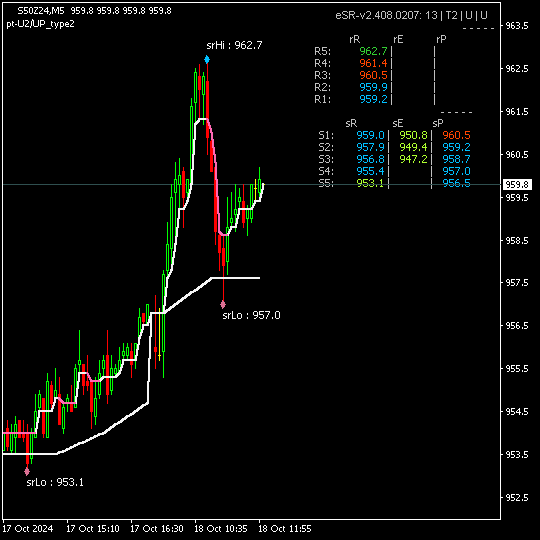 S50Z24,M5 959.8 959.8 959.8 959.8
pt-U2/UP_type2
eSR-v2.408.0207: 13 | T2 | U | U
- - - - -
rR rE rP
R5: 962.7 | |
R4: 961.4 | |
R3: 960.5 | |
R2: 959.9 | |
R1: 959.2 | |
- - - - -
sR sE sP
S1: 959.0 | 950.8 | 960.5
S2: 957.9 | 949.4 | 959.2
S3: 956.8 | 947.2 | 958.7
S4: 955.4 | | 957.0
S5: 953.1 | | 956.5
srHi : 962.7
srLo : 957.0
srLo : 953.1
963.5
962.5
961.5
960.5
959.8
959.5
958.5
957.5
956.5
955.5
954.5
953.5
952.5
17 Oct 2024 17 Oct 15:10 17 Oct 16:30 18 Oct 10:35 18 Oct 11:55